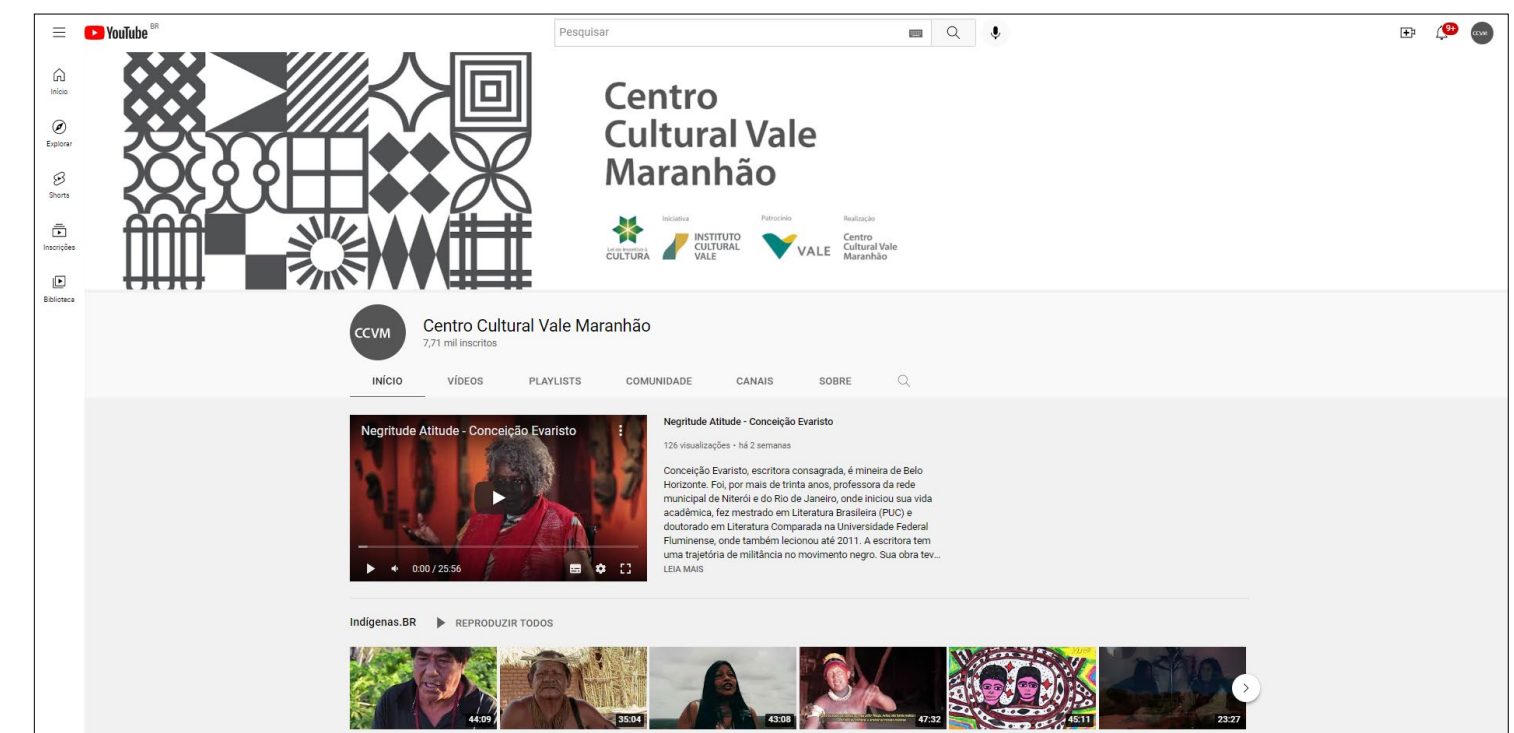 YouTube BR
Pesquisar
9+
CCVM
Início
Explorar
Shorts
Inscrições
Biblioteca
Centro
Cultural Vale
Maranhão
Lei de Incentivo à
CULTURA
Iniciativa
INSTITUTO
CULTURAL
VALE
Patrocínio
VALE
Realização
Centro
Cultural Vale
Maranhão
CCVM
Centro Cultural Vale Maranhão
7,71 mil inscritos
INÍCIO VÍDEOS PLAYLISTS COMUNIDADE CANAIS SOBRE
Negritude Atitude - Conceição Evaristo
0:00 / 25:56
Negritude Atitude - Conceição Evaristo
126 visualizações • há 2 semanas
Conceição Evaristo, escritora consagrada, é mineira de Belo
Horizonte. Foi, por mais de trinta anos, professora da rede
municipal de Niterói e do Rio de Janeiro, onde iniciou sua vida
acadêmica, fez mestrado em Literatura Brasileira (PUC) e
doutorado em Literatura Comparada na Universidade Federal
Fluminense, onde também lecionou até 2011. A escritora tem
uma trajetória de militância no movimento negro. Sua obra tev...
LEIA MAIS
Indígenas.BR REPRODUZIR TODOS
44:09 35:04 43:08 47:32 45:11 23:27